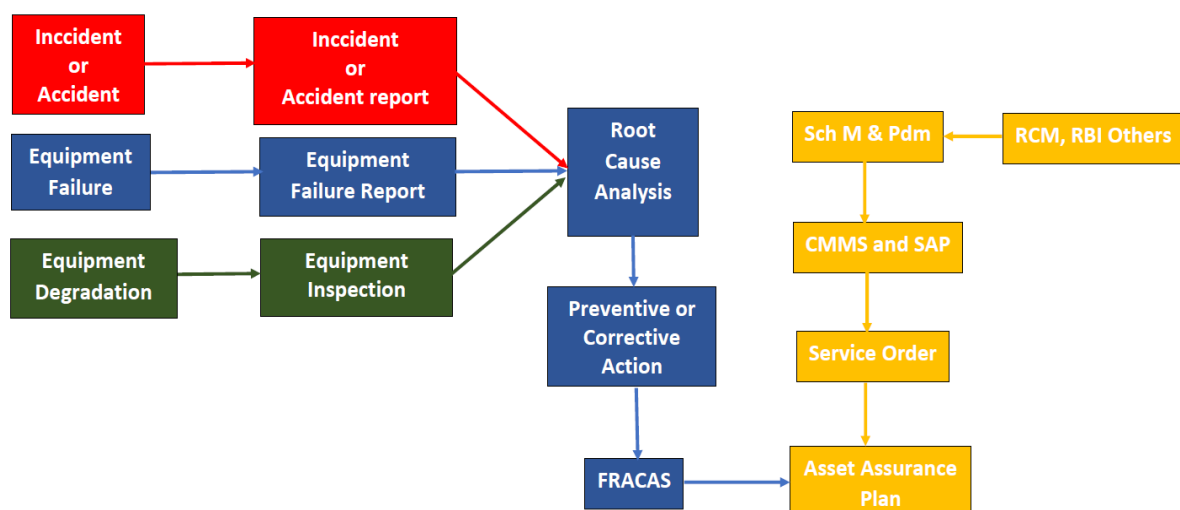 Inccident
or
Accident
Inccident
or
Accident report
Equipment
Failure
Equipment
Failure Report
Equipment
Degradation
Equipment
Inspection
Root
Cause
Analysis
Preventive or
Corrective
Action
FRACAS
Sch M & Pdm
RCM, RBI Others
CMMS and SAP
Service Order
Asset Assurance
Plan